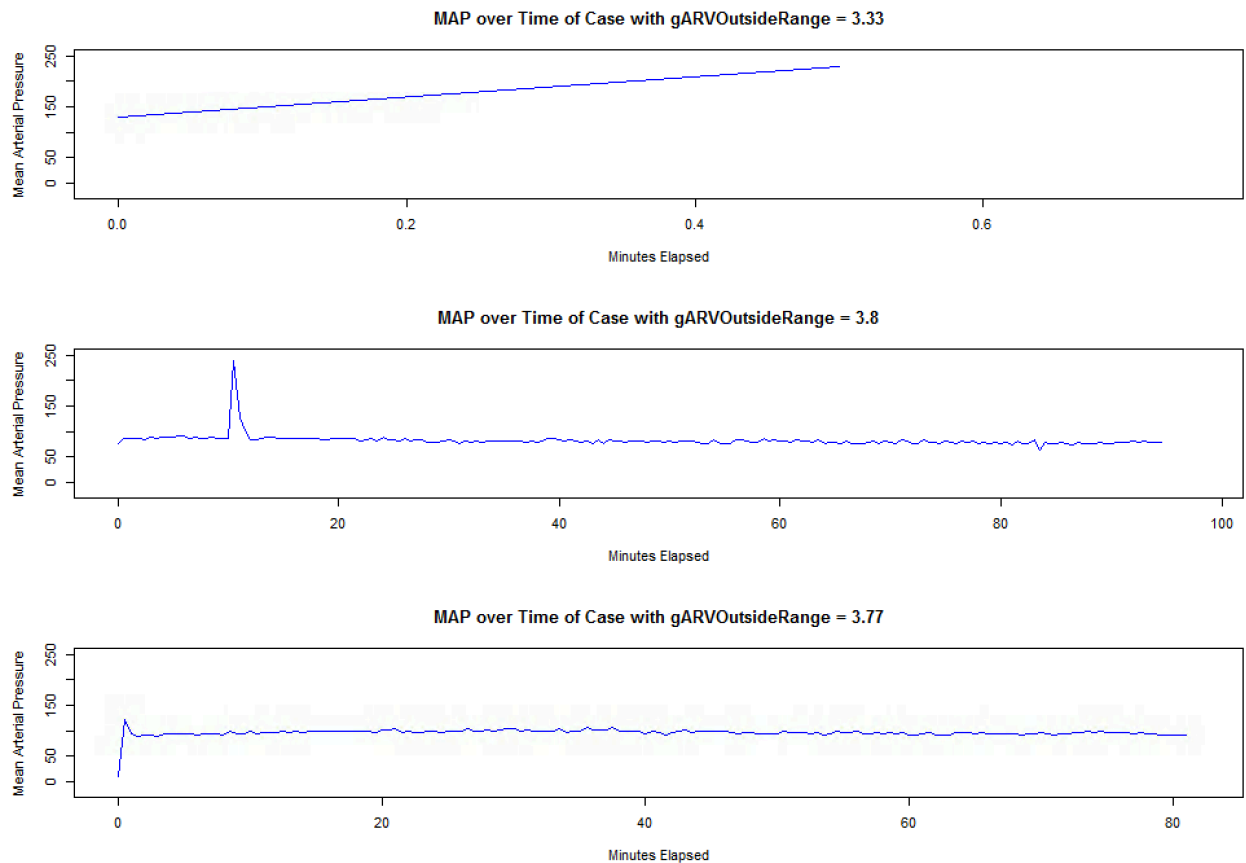 MAP over Time of Case with gARVOutsideRange = 3.33
Mean Arterial Pressure
250
150
50
0
0.0 0.2 0.4 0.6
Minutes Elapsed
MAP over Time of Case with gARVOutsideRange = 3.8
Mean Arterial Pressure
250
150
50
0
0 20 40 60 80 100
Minutes Elapsed
MAP over Time of Case with gARVOutsideRange = 3.77
Mean Arterial Pressure
250
150
50
0
0 20 40 60 80
Minutes Elapsed